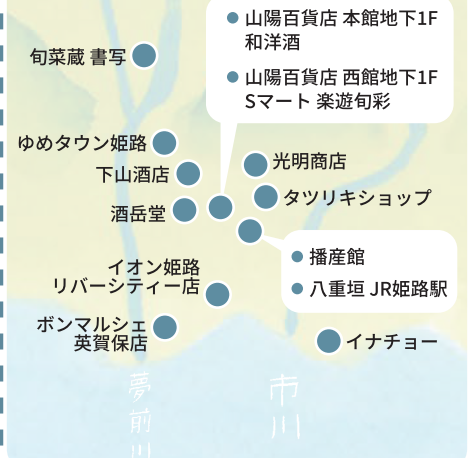 山陽百貨店 本館地下1F
和洋酒
山陽百貨店 西館地下1F
Sマート 楽遊旬彩
旬菜蔵 書写
ゆめタウン姫路
下山酒店
酒岳堂
光明商店
タツリキショップ
播産館
八重垣 JR姫路駅
イオン姫路
リバーシティー店
ボンマルシェ
英賀保店
イナチョー
夢前川
市川